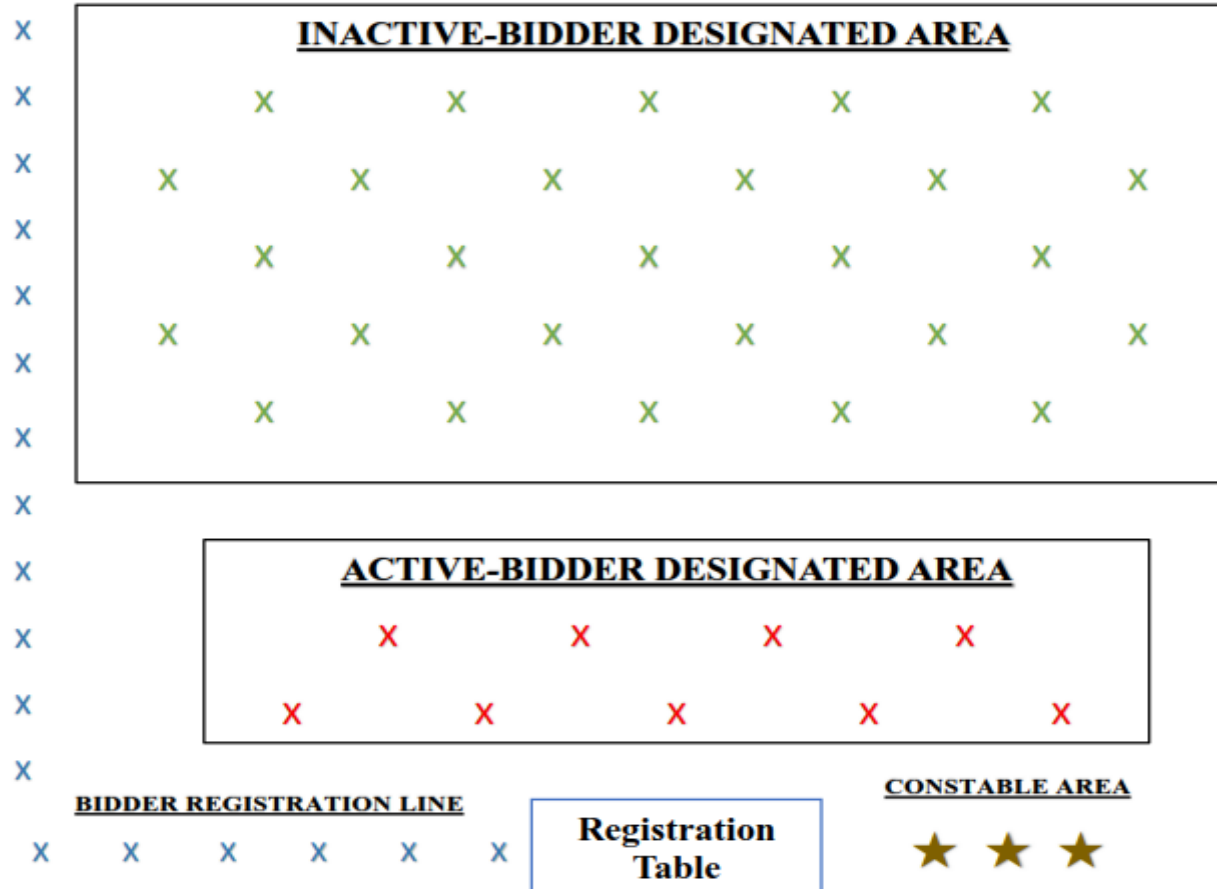 INACTIVE-BIDDER DESIGNATED AREA
X
X X X X X X
X X X X X X X
X
X X X X X
X
X X X X X X
X
X X X X X
X
X
X
ACTIVE-BIDDER DESIGNATED AREA
X X X X X
X X X X X X
X
BIDDER REGISTRATION LINE
CONSTABLE AREA
X X X X X X
Registration
Table